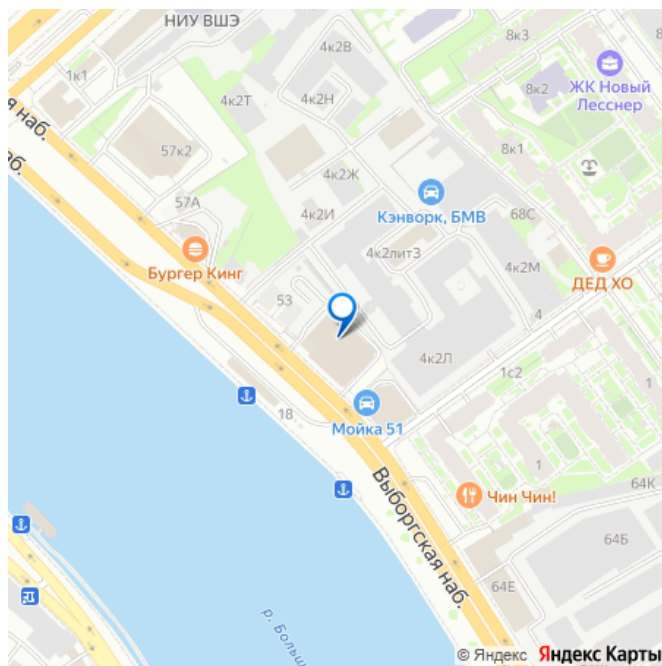 НИУ ВШЭ
4к2В
8к3
1к1
4к2Н
8к2
ЖК Новый
Лесснер
4к2Т
я наб.
57к2
8к1
аб.
4к2Ж
57А
Кэнворк, БМВ
68С
4к2И
4к2литЗ
Бургер Кинг
4к2М
ДЕД ХО
53
4
4к2Л
1с2
18
Мойка 51
Выборгская наб.
1
Чин Чин!
64К
64Б
64Е
р. Больш
© Яндекс Яндекс Карты